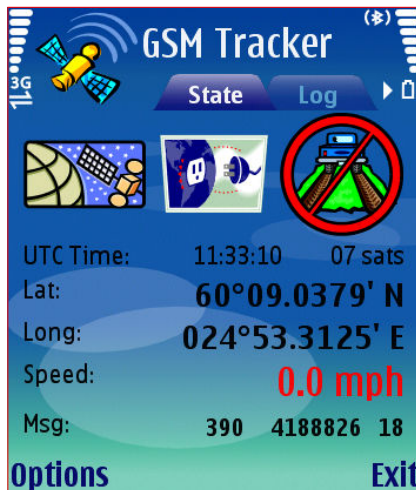 GSM Tracker
3G
State Log
UTC Time: 11:33:10 07 sats
Lat: 60°09.0379' N
Long: 024°53.3125' E
Speed: 0.0 mph
Msg: 390 4188826 18
Options Exit